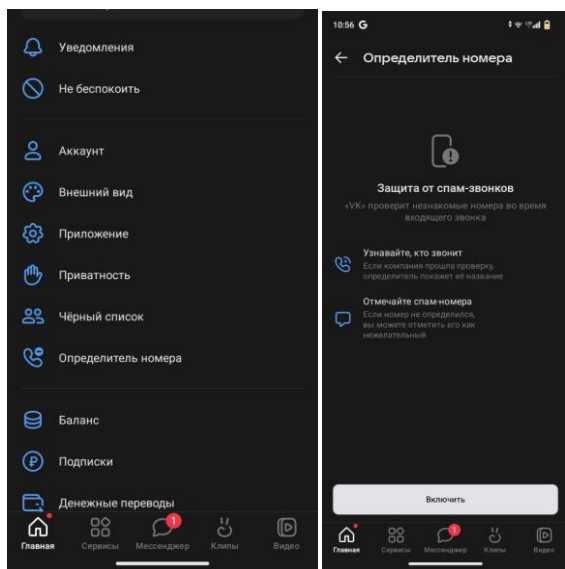 Уведомления
Не беспокоить
Аккаунт
Внешний вид
Приложение
Приватность
Чёрный список
Определитель номера
Баланс
Подписки
Денежные переводы
1
Главная Сервисы Мессенджер Клипы Видео
10:56 G
Определитель номера
Защита от спам-звонков
«VK» проверит незнакомые номера во время
входящего звонка
Узнавайте, кто звонит
Если компания прошла проверку,
определитель покажет её название
Отмечайте спам-номера
Если номер не определился,
вы можете отметить его как
нежелательный
Включить
1
Главная Сервисы Мессенджер Клипы Видео